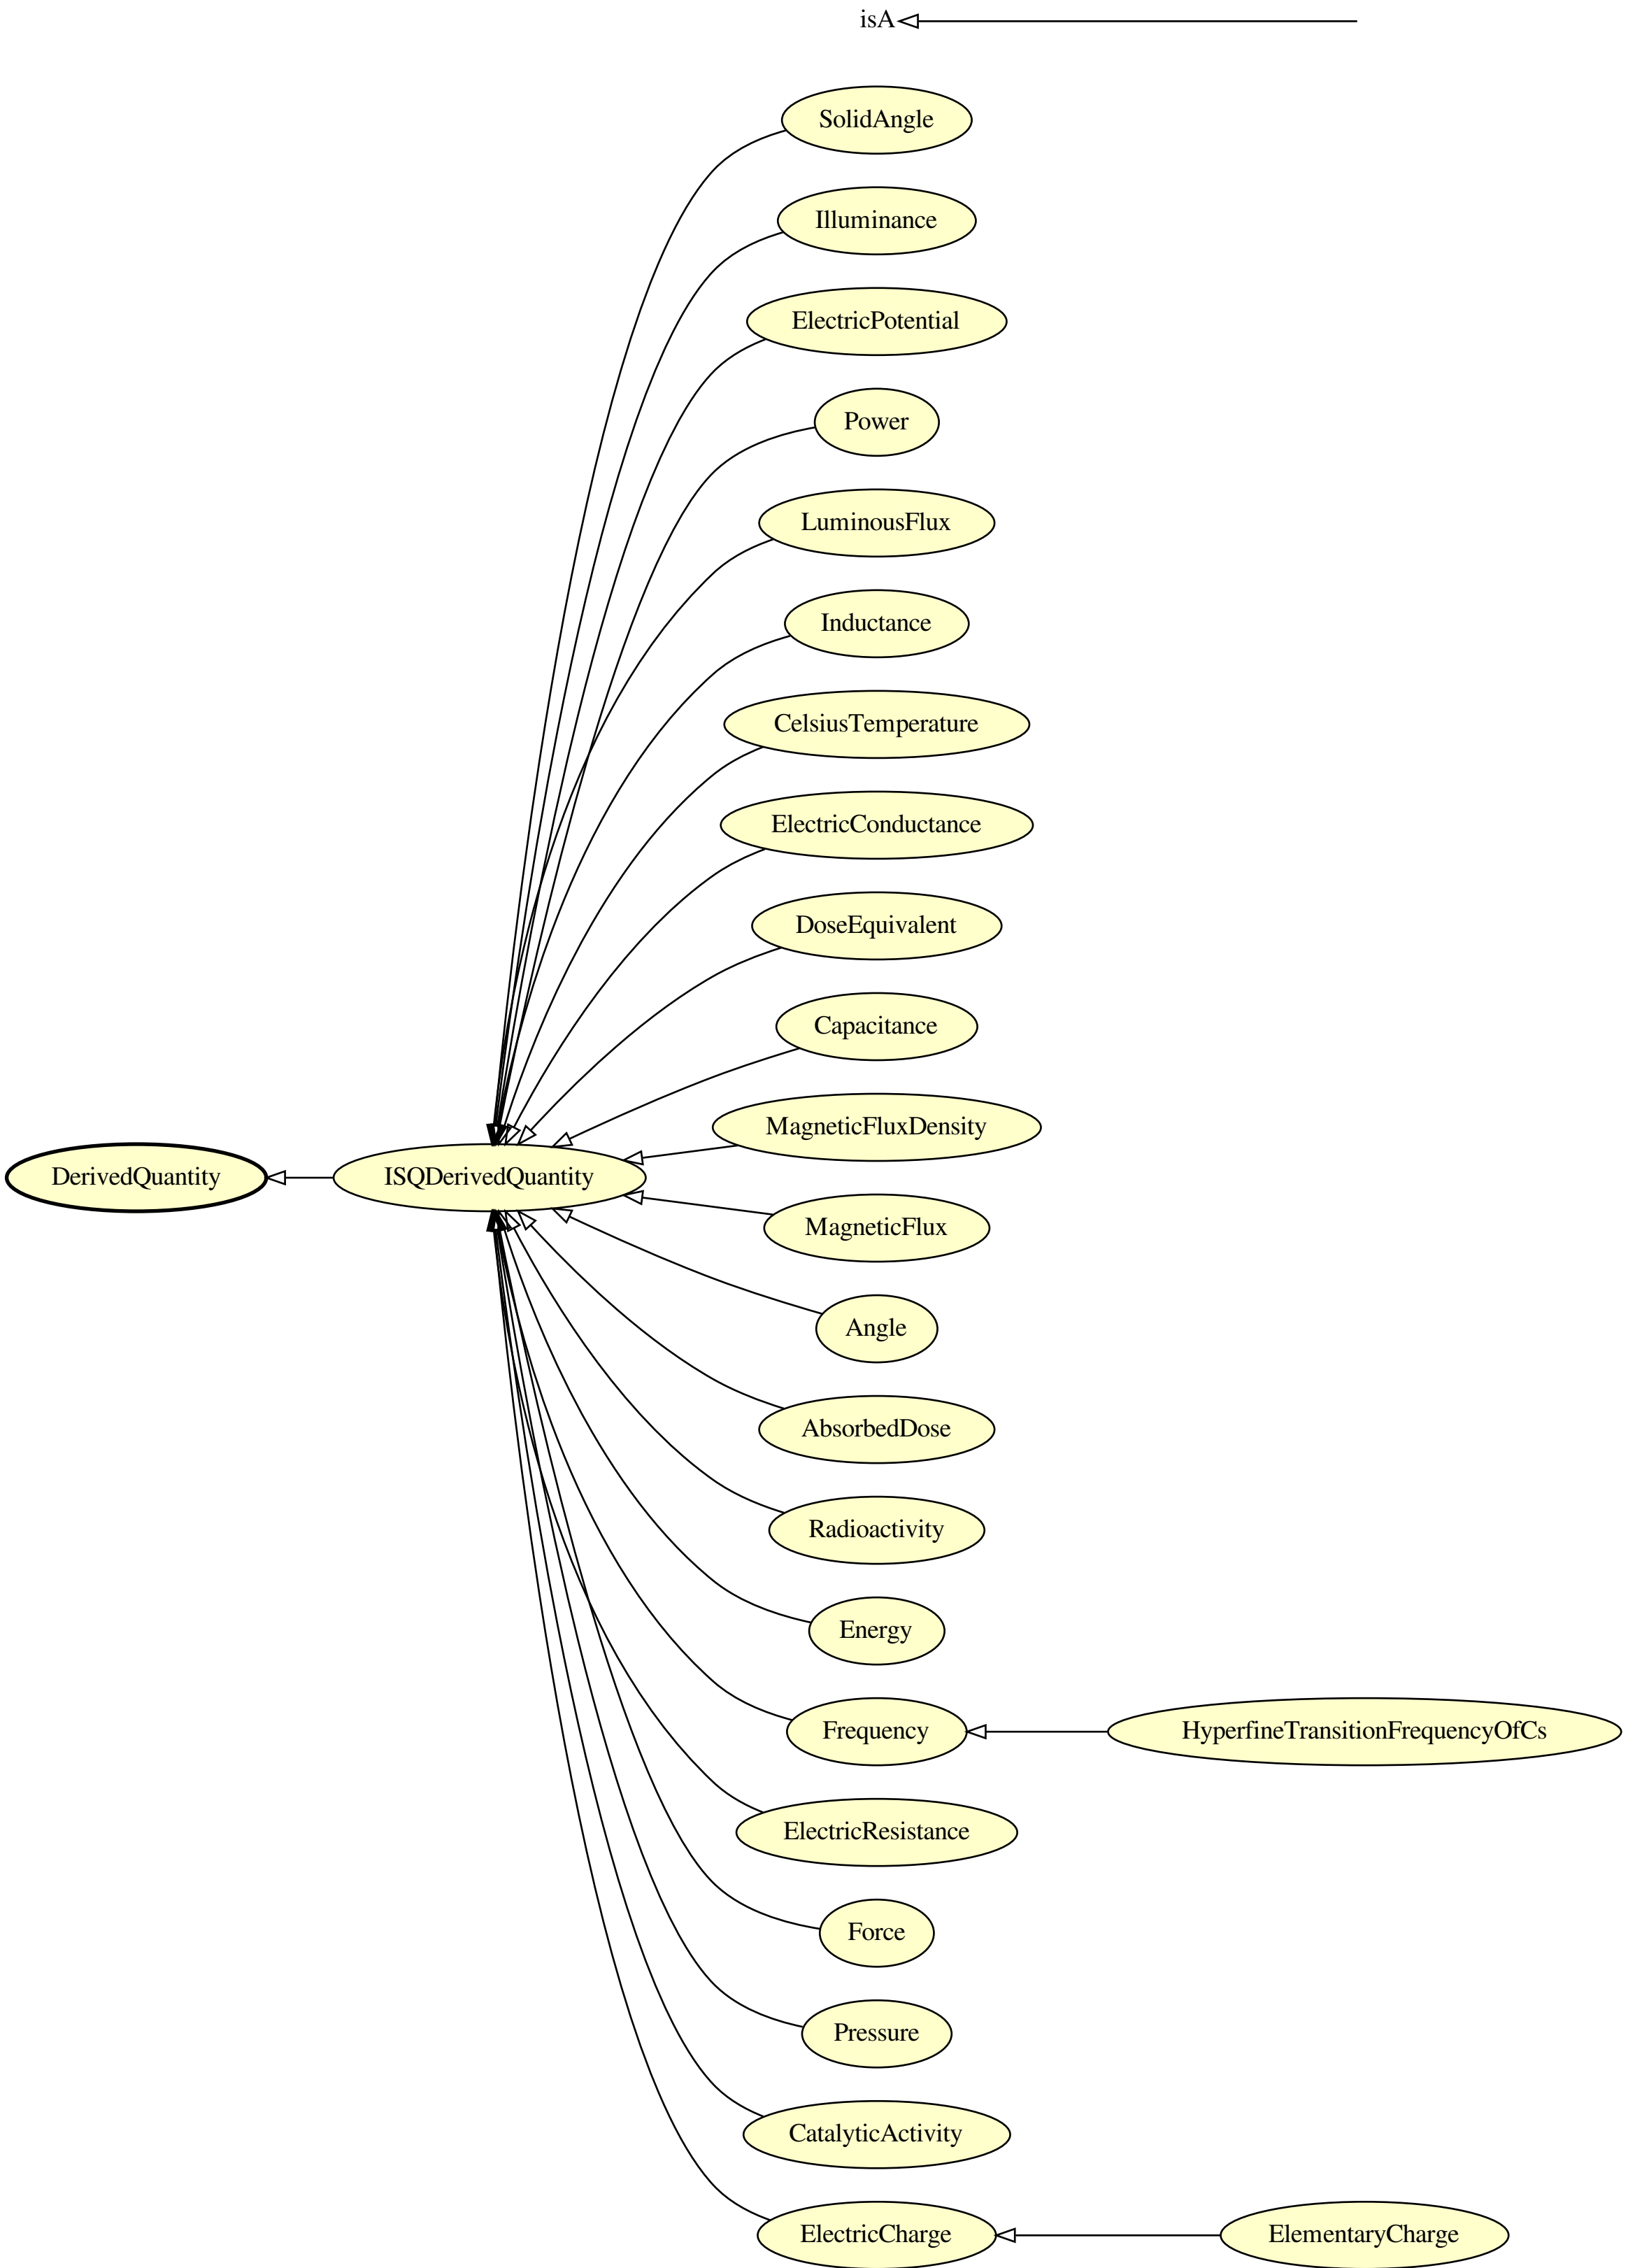 isA
SolidAngle
Illuminance
ElectricPotential
Power
LuminousFlux
Inductance
CelsiusTemperature
ElectricConductance
DoseEquivalent
Capacitance
MagneticFluxDensity
DerivedQuantity
ISQDerivedQuantity
MagneticFlux
Angle
AbsorbedDose
Radioactivity
Energy
Frequency
HyperfineTransitionFrequencyOfCs
ElectricResistance
Force
Pressure
CatalyticActivity
ElectricCharge
ElementaryCharge